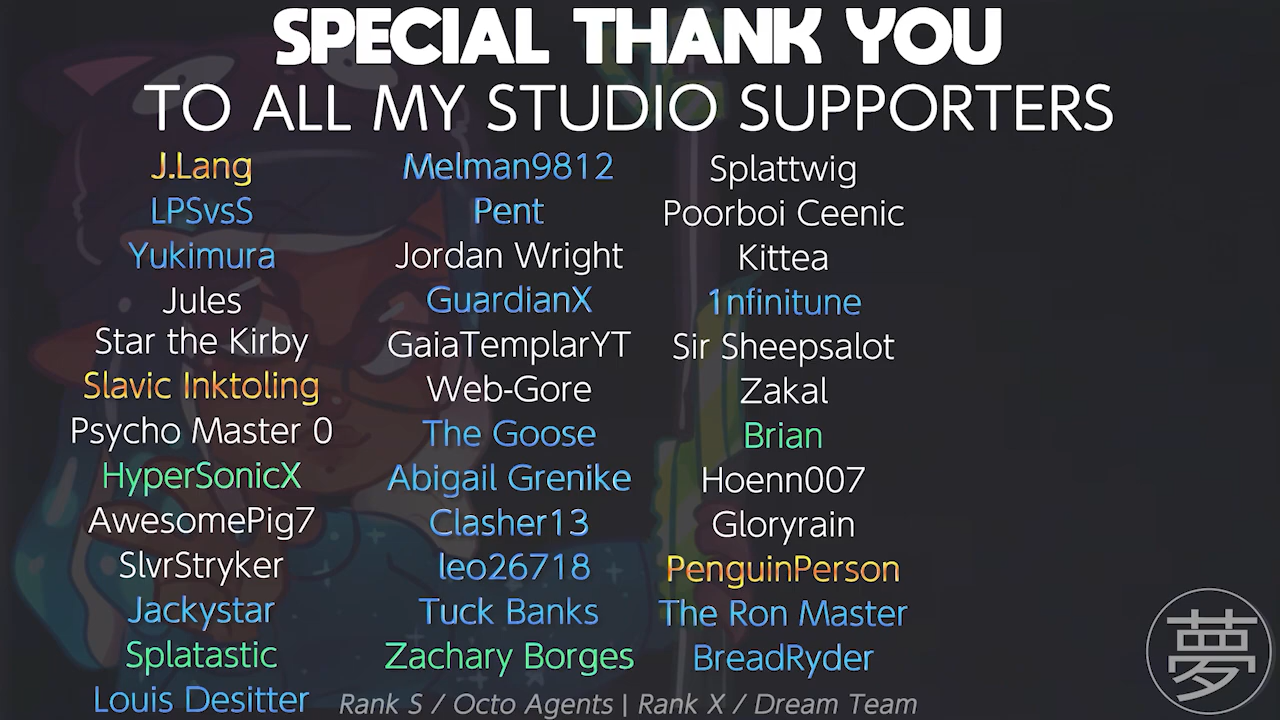 SPECIAL THANK YOU
TO ALL MY STUDIO SUPPORTERS
J.Lang
LPSvsS
Yukimura
Jules
Star the Kirby
Slavic Inktoling
Psycho Master 0
HyperSonicX
AwesomePig7
SlvrStryker
Jackystar
Splatastic
Louis Desitter
Melman9812
Pent
Jordan Wright
GuardianX
GaiaTemplarYT
Web-Gore
The Goose
Abigail Grenike
Clasher13
leo26718
Tuck Banks
Zachary Borges
Splattwig
Poorboi Ceenic
Kittea
1nfinitune
Sir Sheepsalot
Zakal
Brian
Hoenn007
Gloryrain
PenguinPerson
The Ron Master
BreadRyder
Rank S / Octo Agents | Rank X / Dream Team
夢